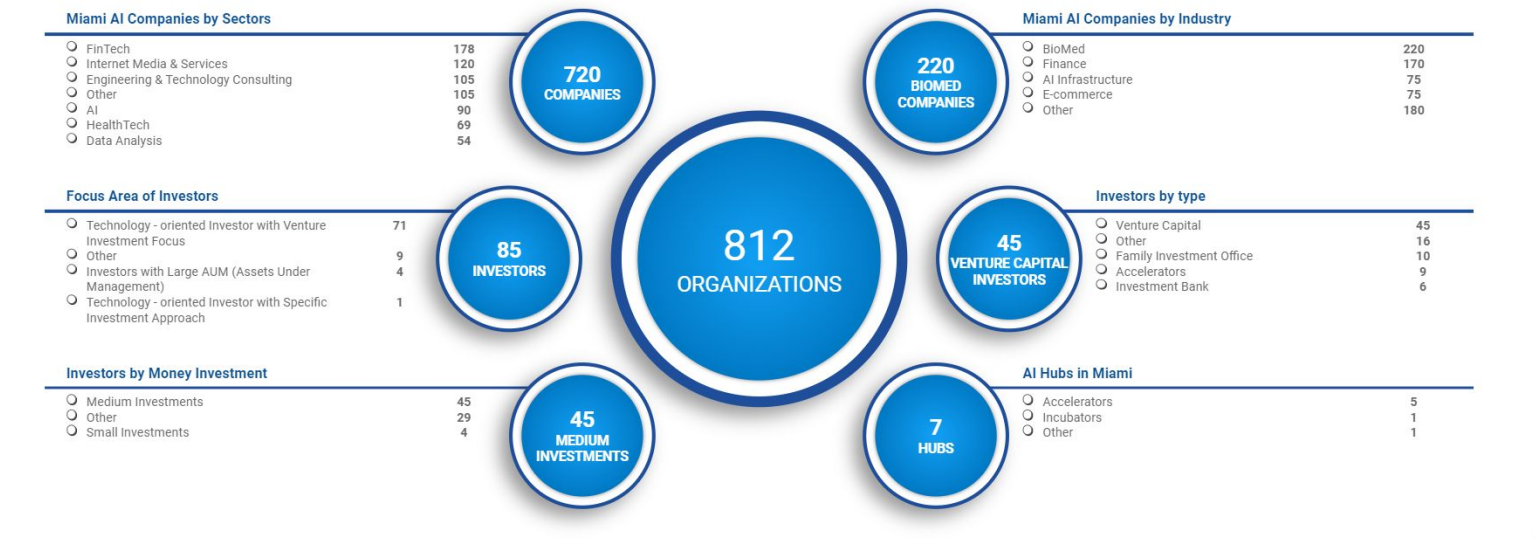 Miami AI Companies by Sectors
FinTech 178
Internet Media & Services 120
Engineering & Technology Consulting 105
Other 105
AI 90
HealthTech 69
Data Analysis 54
720
COMPANIES
220
BIOMED
COMPANIES
Miami AI Companies by Industry
BioMed 220
Finance 170
AI Infrastructure 75
E-commerce 75
Other 180
Focus Area of Investors
Technology - oriented Investor with Venture 71
Investment Focus
Other 9
Investors with Large AUM (Assets Under 4
Management)
Technology - oriented Investor with Specific 1
Investment Approach
85
INVESTORS
812
ORGANIZATIONS
45
VENTURE CAPITAL
INVESTORS
Investors by type
Venture Capital 45
Other 16
Family Investment Office 10
Accelerators 9
Investment Bank 6
Investors by Money Investment
Medium Investments 45
Other 29
Small Investments 4
45
MEDIUM
INVESTMENTS
7
HUBS
AI Hubs in Miami
Accelerators 5
Incubators 1
Other 1